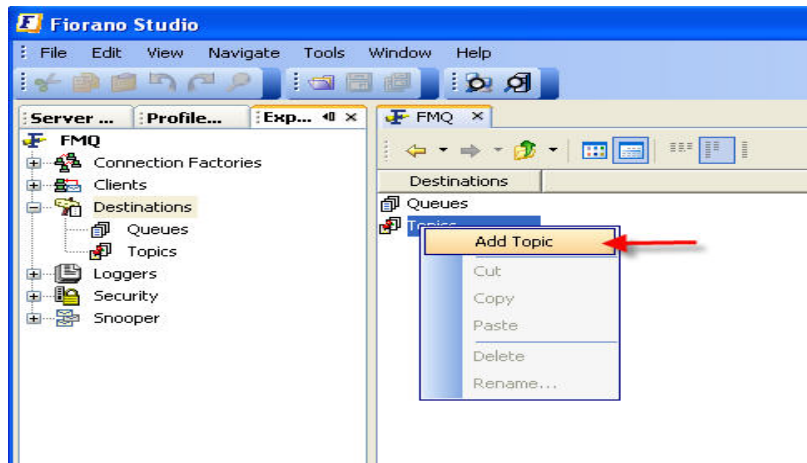 Fiorano Studio
File Edit View Navigate Tools Window Help
Server ... Profile... Exp...
FMQ
Connection Factories
Clients
Destinations
Queues
Topics
Loggers
Security
Snooper
FMQ
Destinations
Queues
Topics
Add Topic
Cut
Copy
Paste
Delete
Rename...